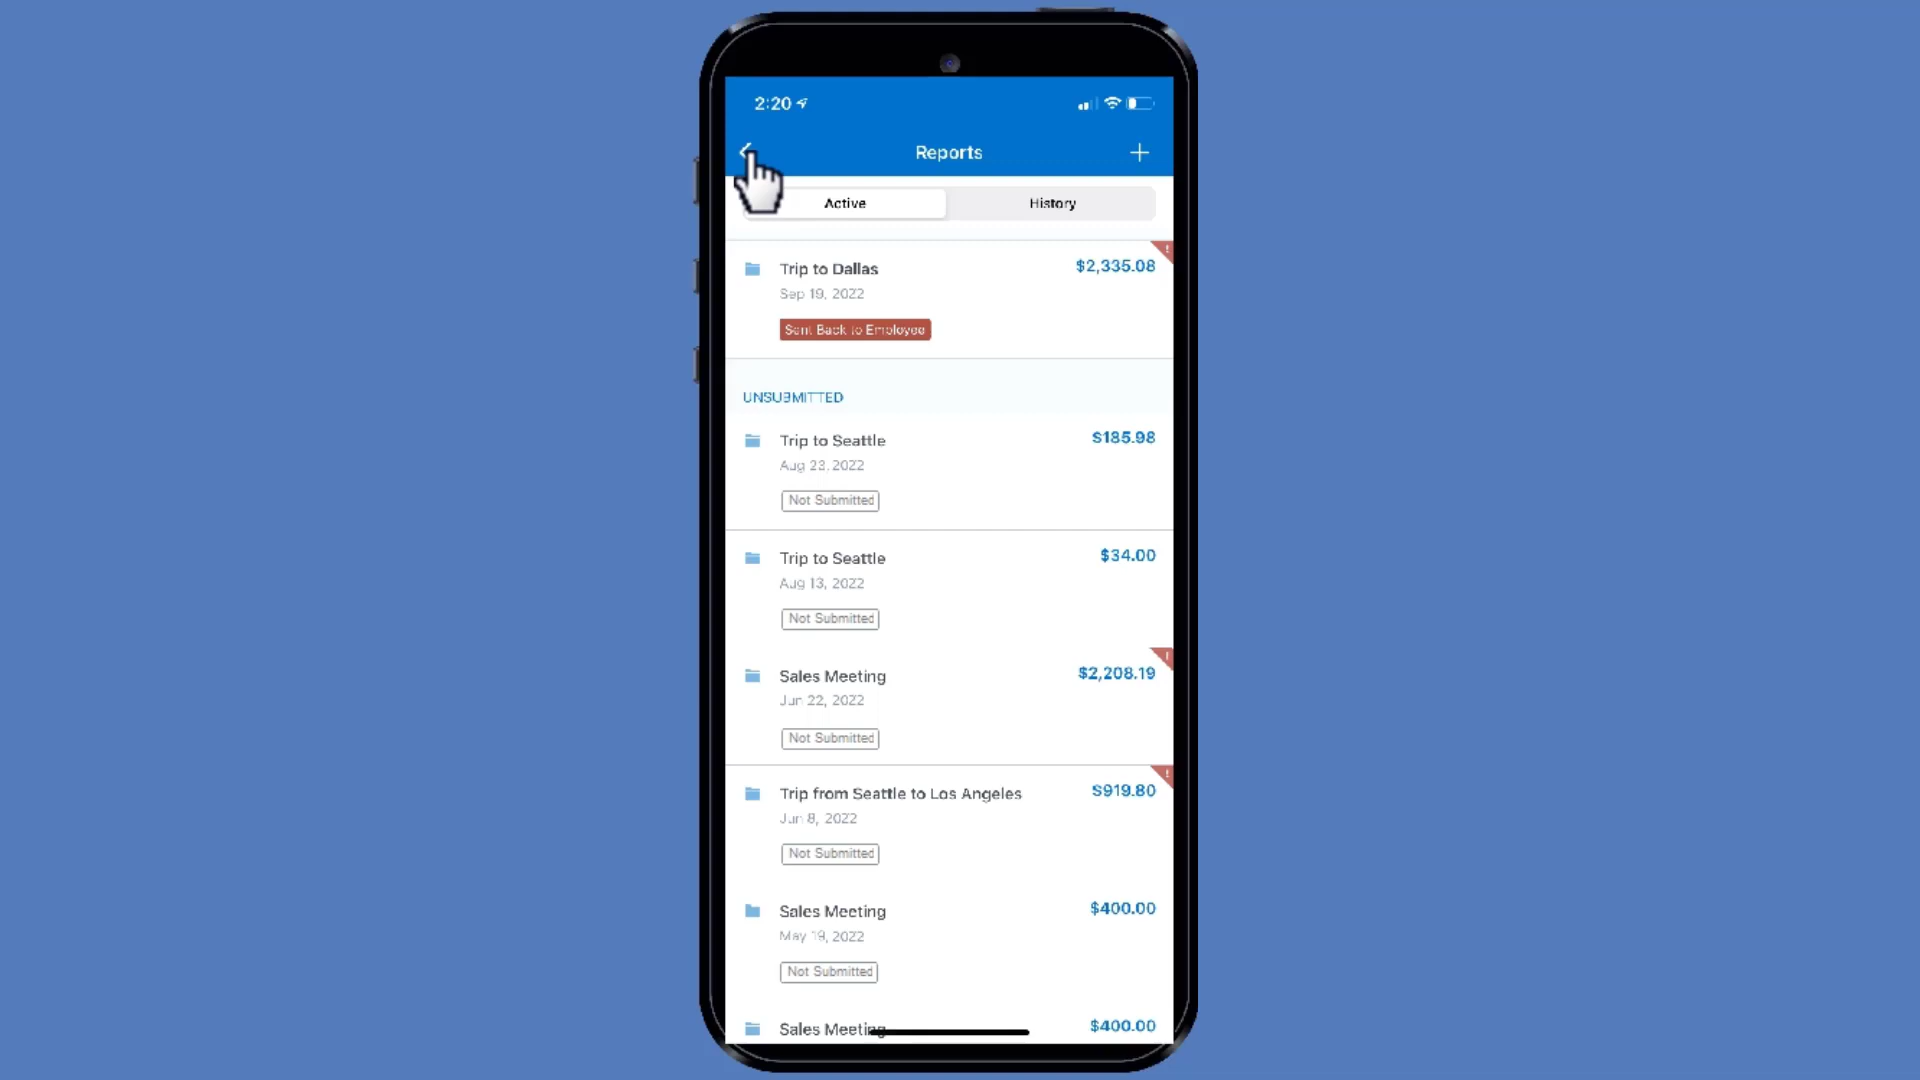 2:20
Reports
Active
History
Trip to Dallas
$2,335.08
Sep 19, 2022
Sent Back to Employee
UNSUBMITTED
Trip to Seattle
$185.98
Aug 23, 2022
Not Submitted
Trip to Seattle
$34.00
Aug 13, 2022
Not Submitted
Sales Meeting
$2,208.19
Jun 22, 2022
Not Submitted
Trip from Seattle to Los Angeles
$919.80
Jun 8, 2022
Not Submitted
Sales Meeting
$400.00
May 19, 2022
Not Submitted
Sales Meeting
$400.00